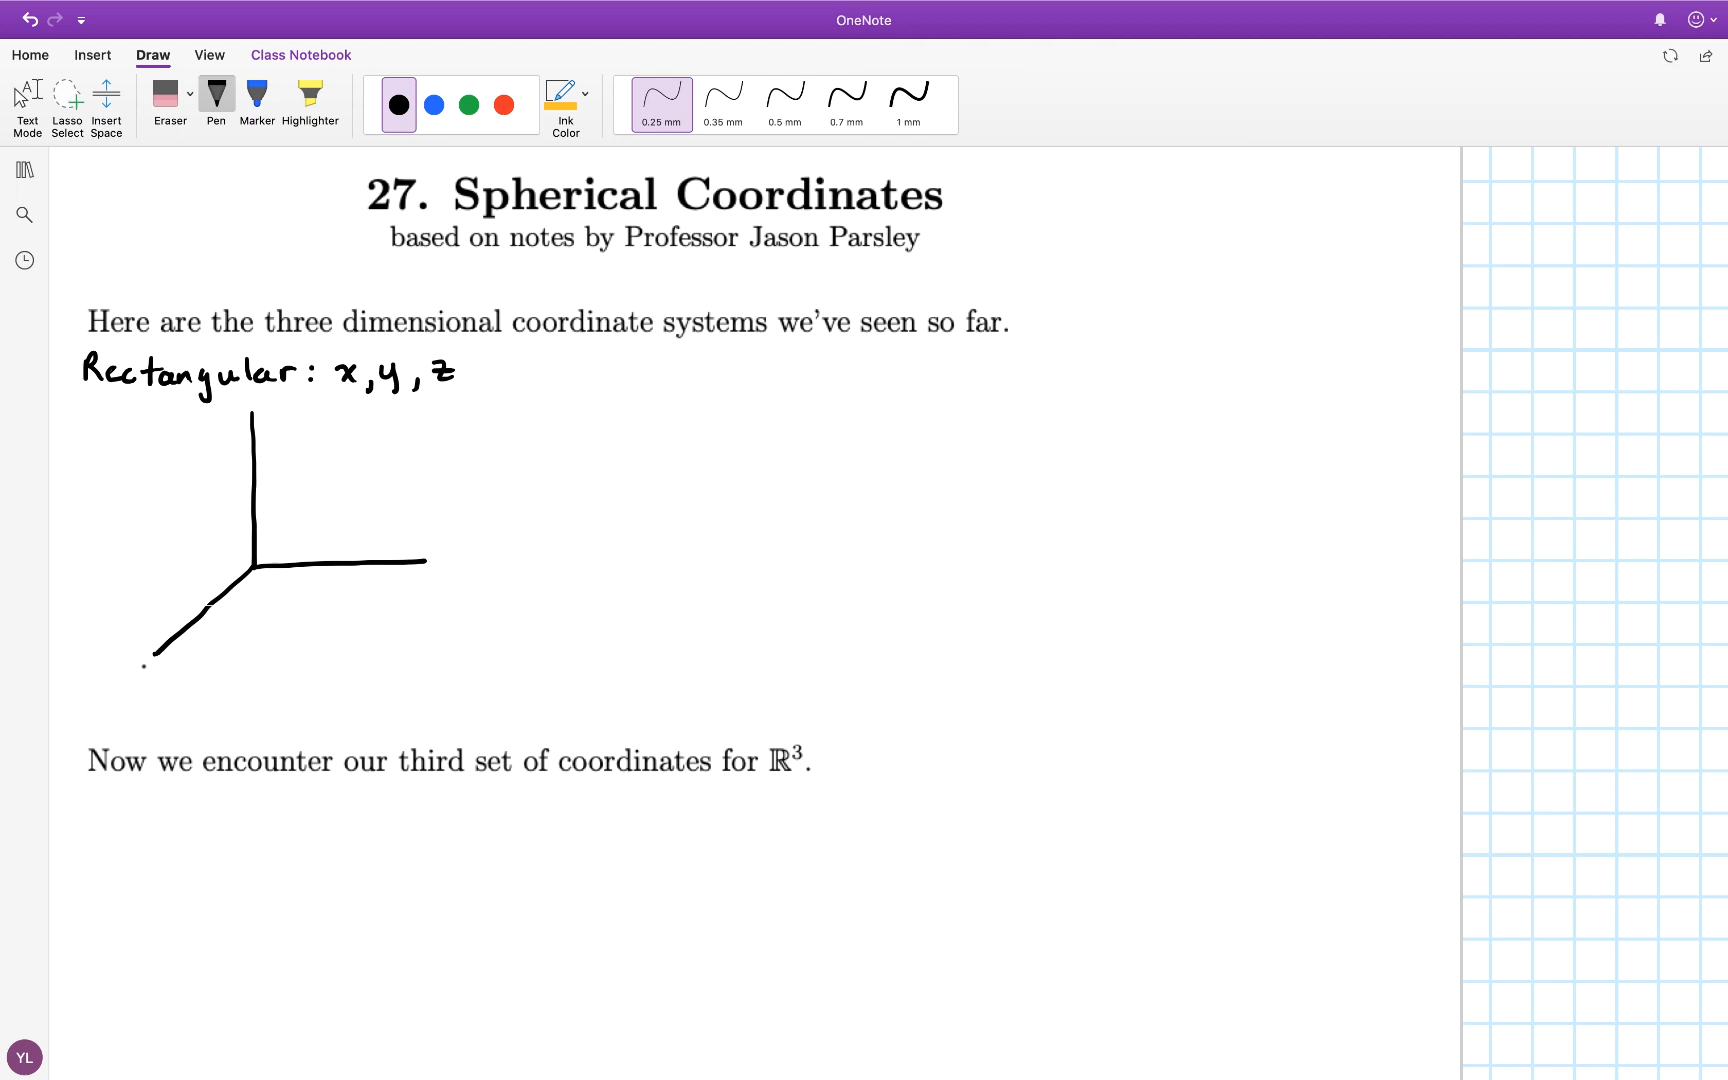 OneNote
Home Insert Draw View Class Notebook
Text Mode
Lasso Select
Insert Space
Eraser
Pen
Marker
Highlighter
Ink Color
0.25 mm
0.35 mm
0.5 mm
0.7 mm
1 mm
27. Spherical Coordinates
based on notes by Professor Jason Parsley
Here are the three dimensional coordinate systems we've seen so far.
Rectangular: x, y, z
Now we encounter our third set of coordinates for ℝ³.
YL